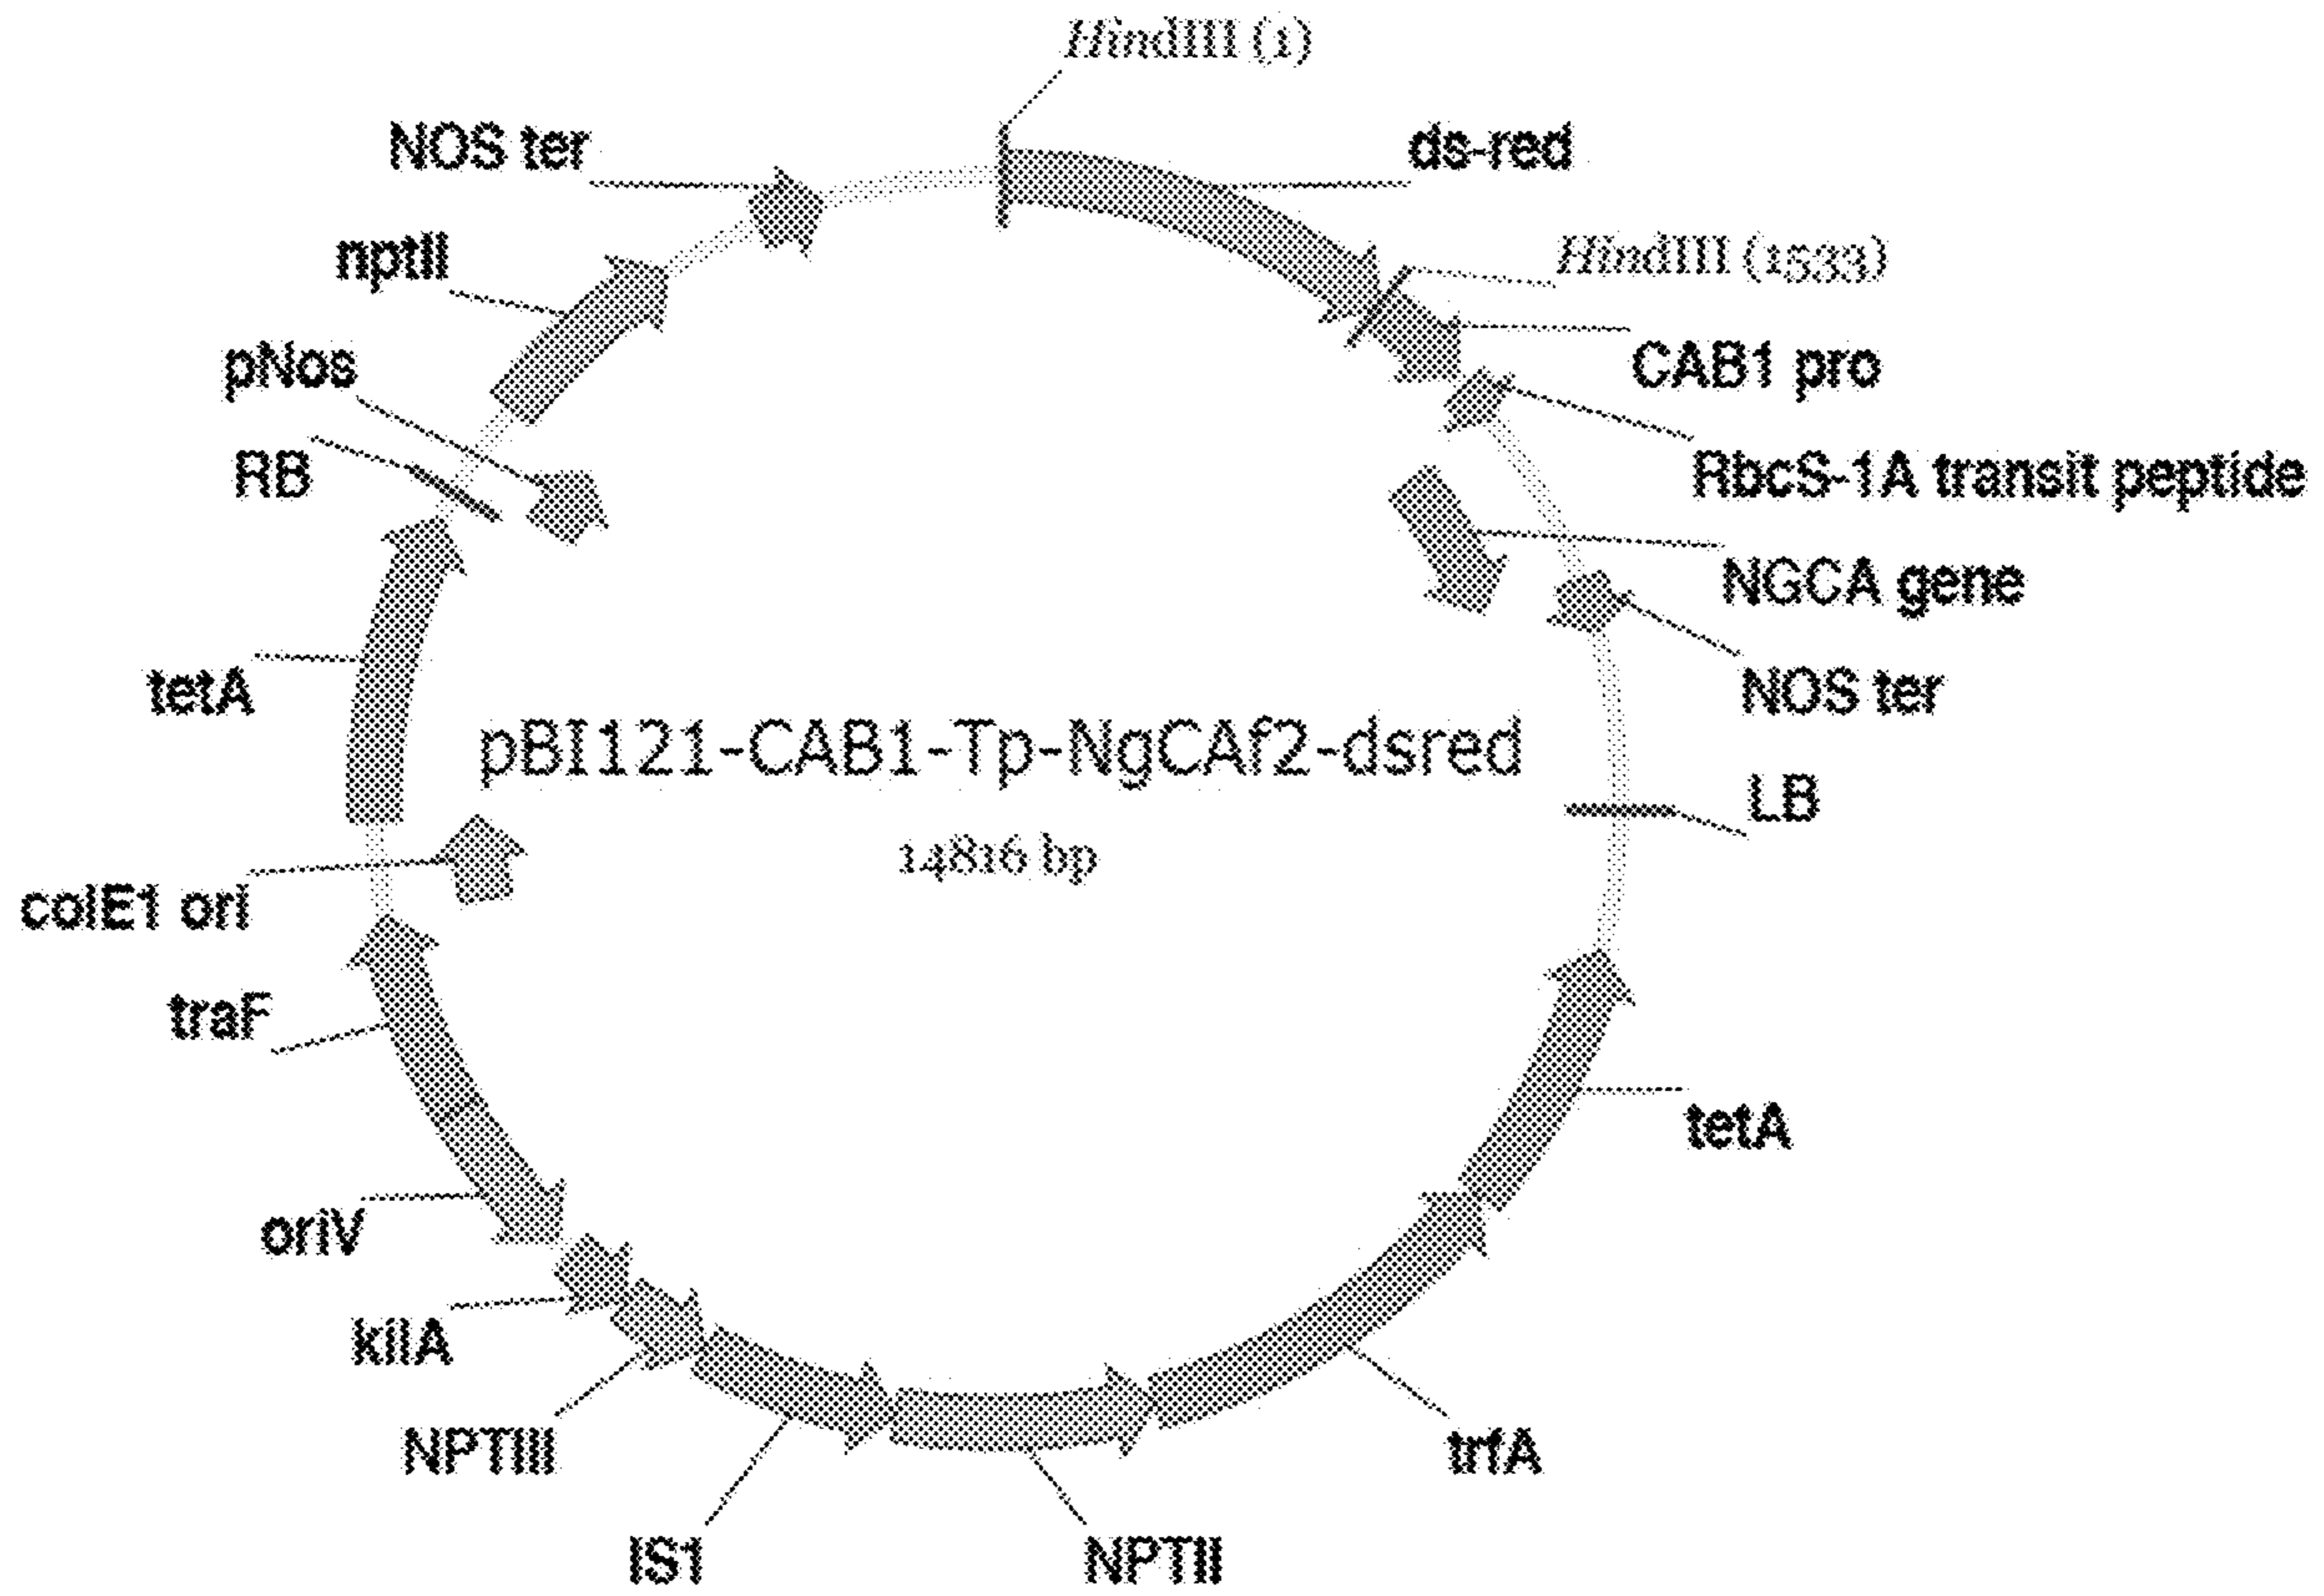 HindIII (1)
NOS ter
ds-red
nptII
HindIII (1533)
pNos
CAB1 pro
RB
RbcS-1A transit peptide
NGCA gene
tetA
NOS ter
pBI121-CAB1-Tp-NgCAf2-dsred
LB
14816 bp
colE1 ori
traF
tetA
oriV
kilA
NPTIII
trfA
IS1
NPTII